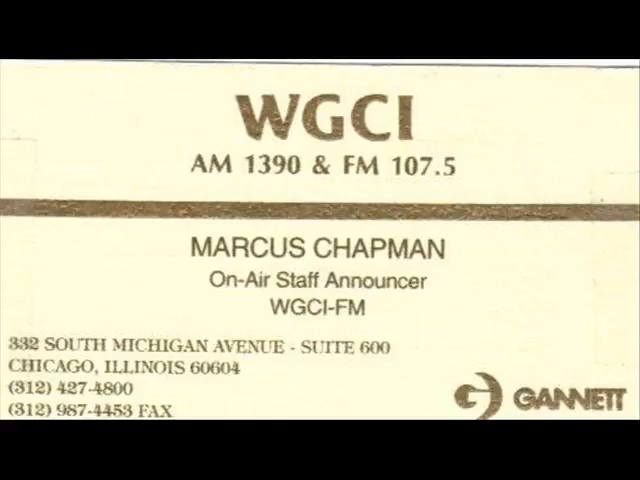 WGCI
AM 1390 & FM 107.5
MARCUS CHAPMAN
On-Air Staff Announcer
WGCI-FM
332 SOUTH MICHIGAN AVENUE - SUITE 600
CHICAGO, ILLINOIS 60604
(312) 427-4800
(312) 987-4453 FAX
GANNETT